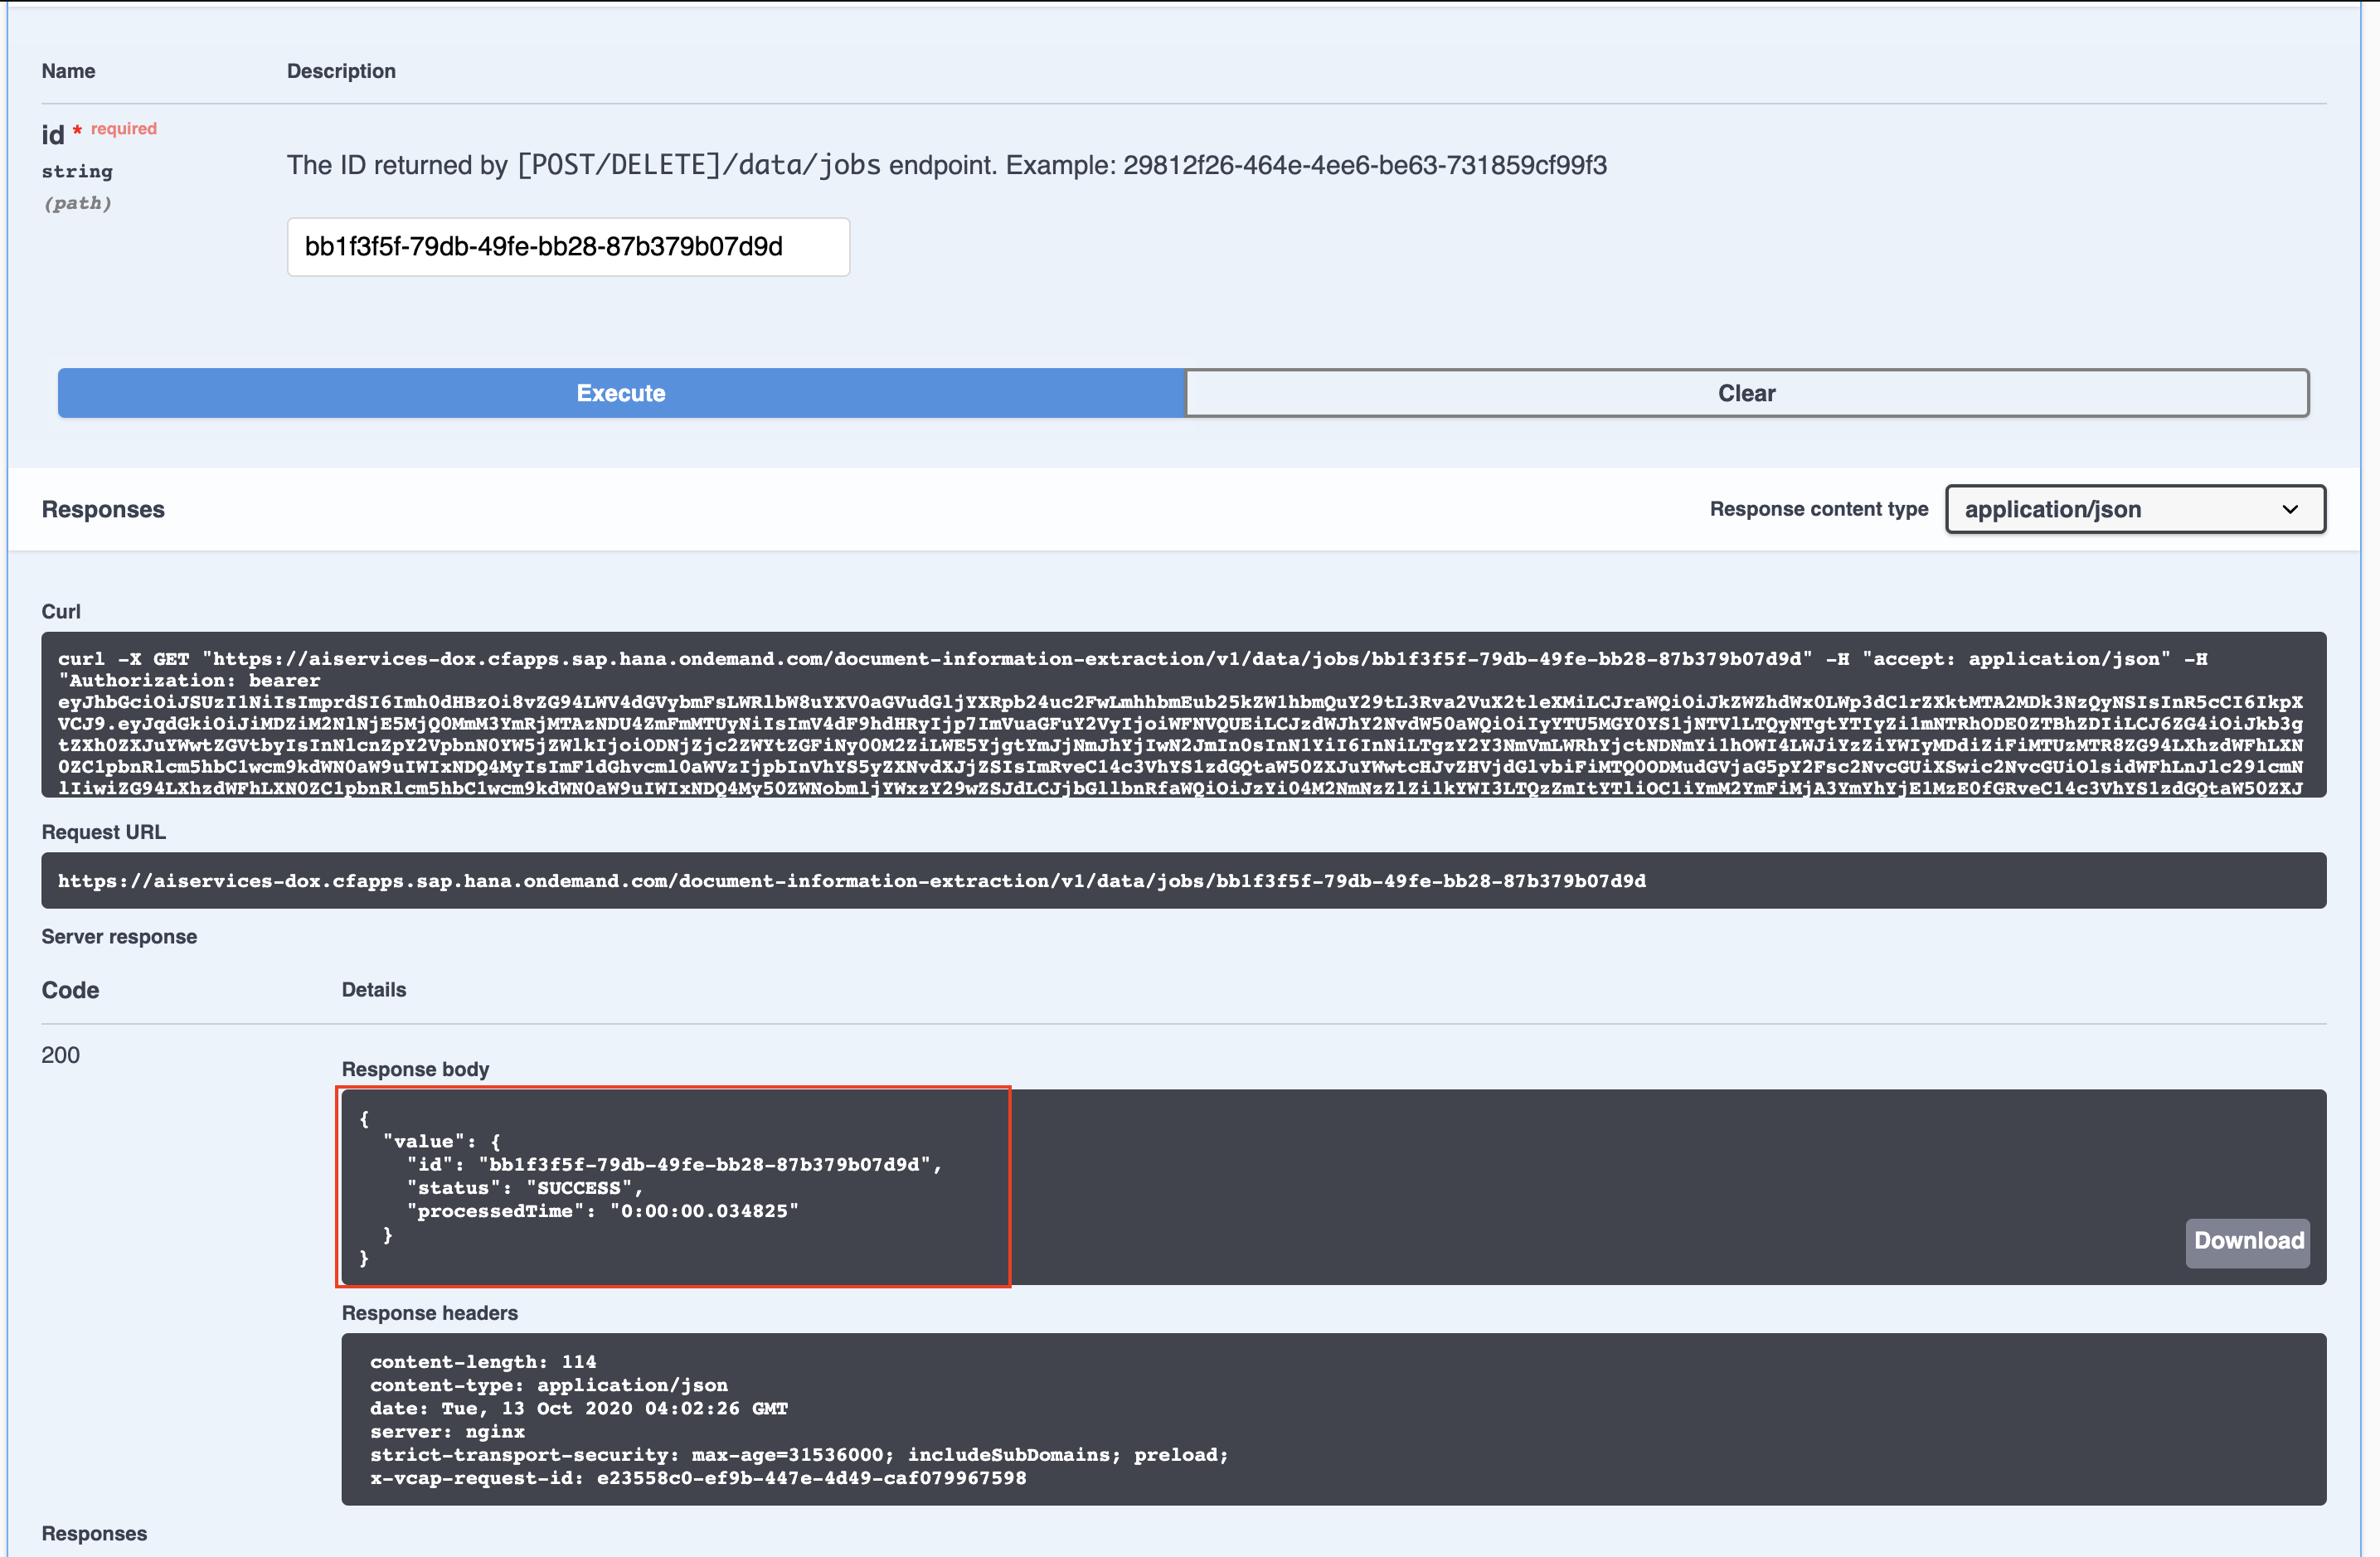 Name Description
id * required
string
(path)
The ID returned by [POST/DELETE]/data/jobs endpoint. Example: 29812f26-464e-4ee6-be63-731859cf99f3
bb1f3f5f-79db-49fe-bb28-87b379b07d9d
Execute Clear
Responses Response content type application/json
Curl
curl -X GET "https://aiservices-dox.cfapps.sap.hana.ondemand.com/document-information-extraction/v1/data/jobs/bb1f3f5f-79db-49fe-bb28-87b379b07d9d" -H "accept: application/json" -H
"Authorization: bearer
Request URL
https://aiservices-dox.cfapps.sap.hana.ondemand.com/document-information-extraction/v1/data/jobs/bb1f3f5f-79db-49fe-bb28-87b379b07d9d
Server response
Code Details
200
Response body
{
"value": {
"id": "bb1f3f5f-79db-49fe-bb28-87b379b07d9d",
"status": "SUCCESS",
"processedTime": "0:00:00.034825"
}
}
Download
Response headers
content-length: 114
content-type: application/json
date: Tue, 13 Oct 2020 04:02:26 GMT
server: nginx
strict-transport-security: max-age=31536000; includeSubDomains; preload;
x-vcap-request-id: e23558c0-ef9b-447e-4d49-caf079967598
Responses